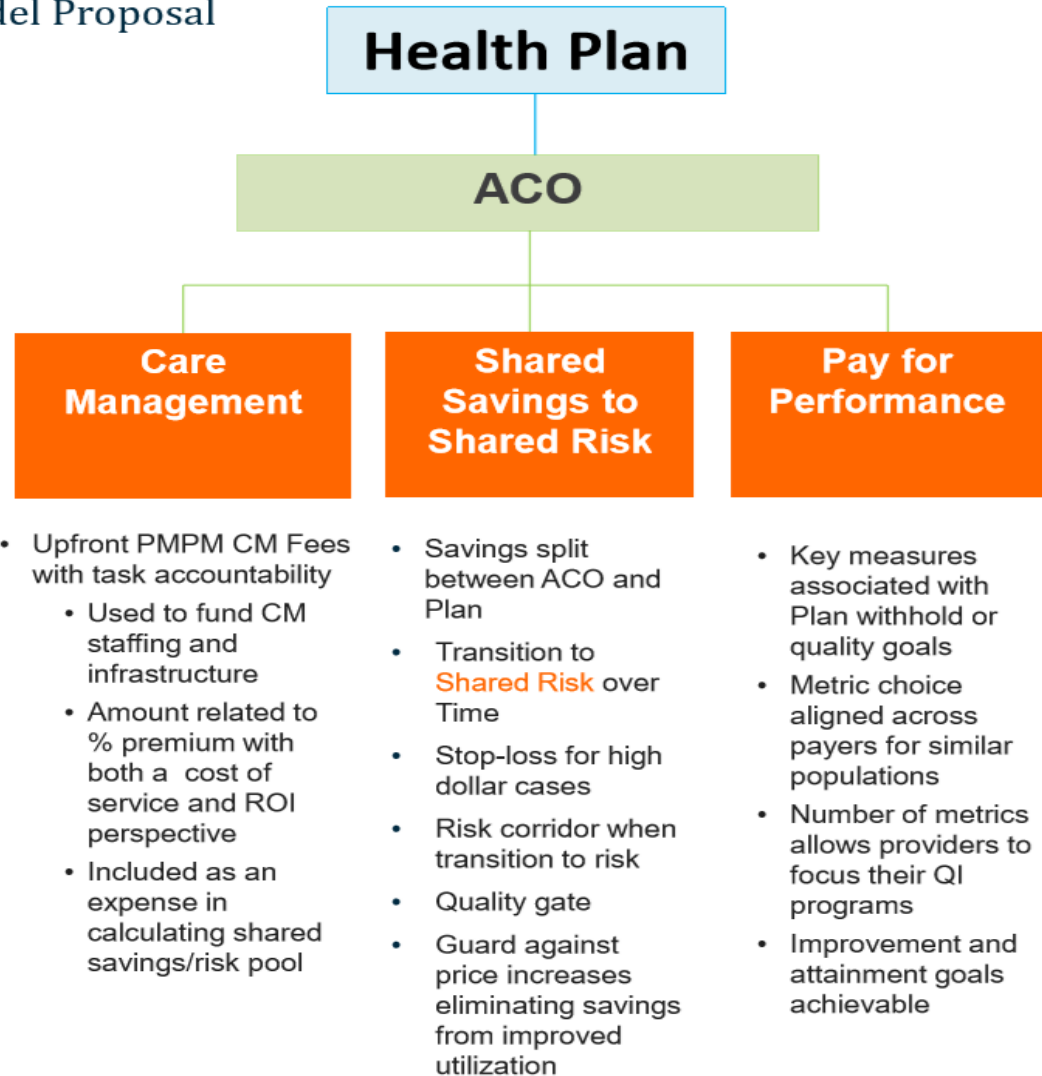 del Proposal
Health Plan
ACO
Care
Management
• Upfront PMPM CM Fees
with task accountability
• Used to fund CM
staffing and
infrastructure
• Amount related to
% premium with
both a cost of
service and ROI
perspective
• Included as an
expense in
calculating shared
savings/risk pool
Shared
Savings to
Shared Risk
• Savings split
between ACO and
Plan
• Transition to
Shared Risk over
Time
• Stop-loss for high
dollar cases
• Risk corridor when
transition to risk
• Quality gate
• Guard against
price increases
eliminating savings
from improved
utilization
Pay for
Performance
• Key measures
associated with
Plan withhold or
quality goals
• Metric choice
aligned across
payers for similar
populations
• Number of metrics
allows providers to
focus their QI
programs
• Improvement and
attainment goals
achievable